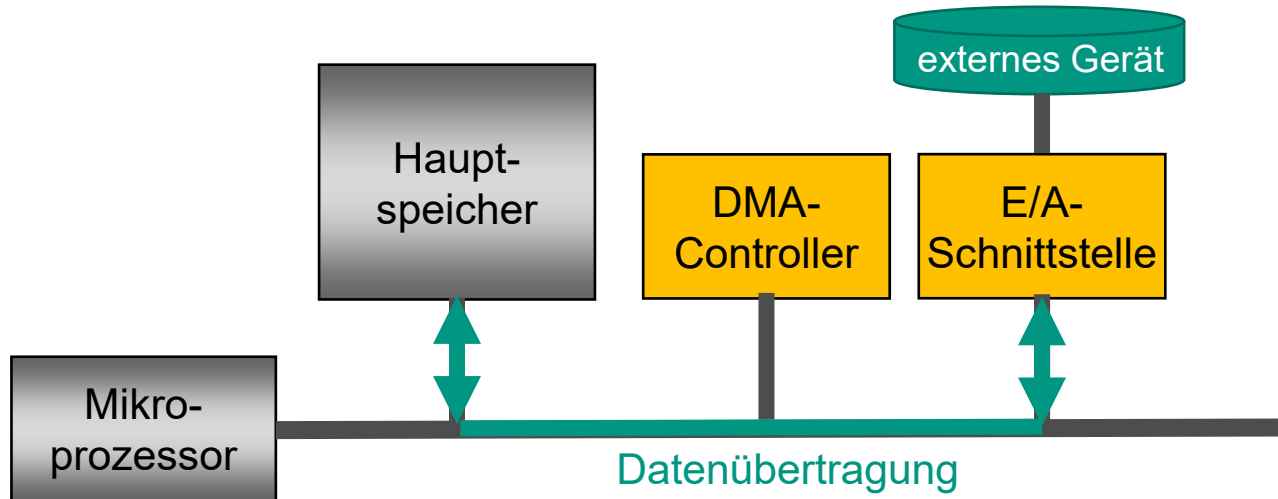 externes Gerät
Haupt-
speicher
DMA-
Controller
E/A-
Schnittstelle
Mikro-
prozessor
Datenübertragung